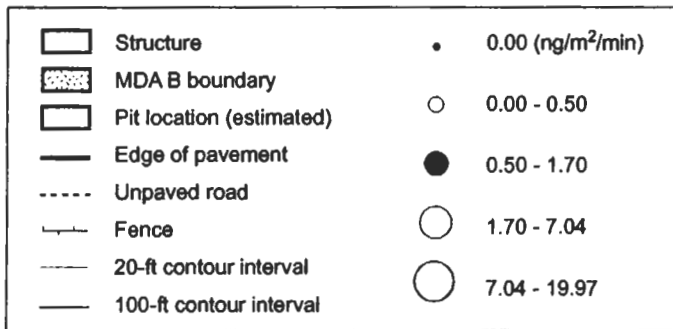 Structure
MDA B boundary
Pit location (estimated)
Edge of pavement
Unpaved road
Fence
20-ft contour interval
100-ft contour interval
0.00 (ng/m²/min)
0.00 - 0.50
0.50 - 1.70
1.70 - 7.04
7.04 - 19.97